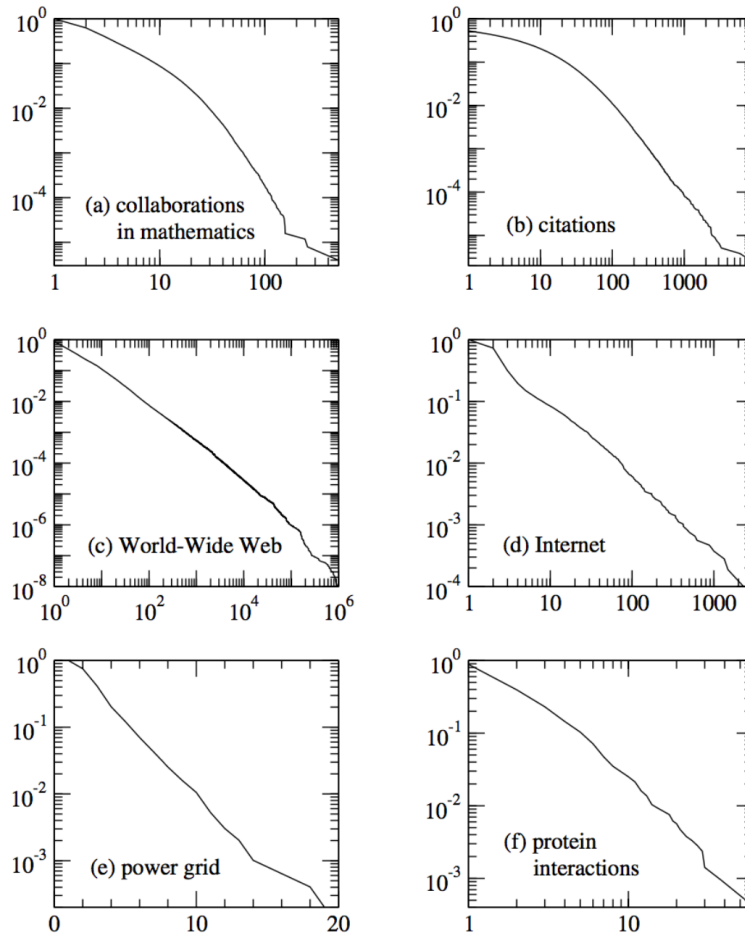 10^0
10^-2
10^-4
(a) collaborations
in mathematics
1 10 100
10^0
10^-2
10^-4
(b) citations
1 10 100 1000
10^0
10^-2
10^-4
10^-6
10^-8
(c) World-Wide Web
10^0 10^2 10^4 10^6
10^0
10^-1
10^-2
10^-3
10^-4
(d) Internet
1 10 100 1000
10^0
10^-1
10^-2
10^-3
(e) power grid
0 10 20
10^0
10^-1
10^-2
10^-3
(f) protein
interactions
1 10